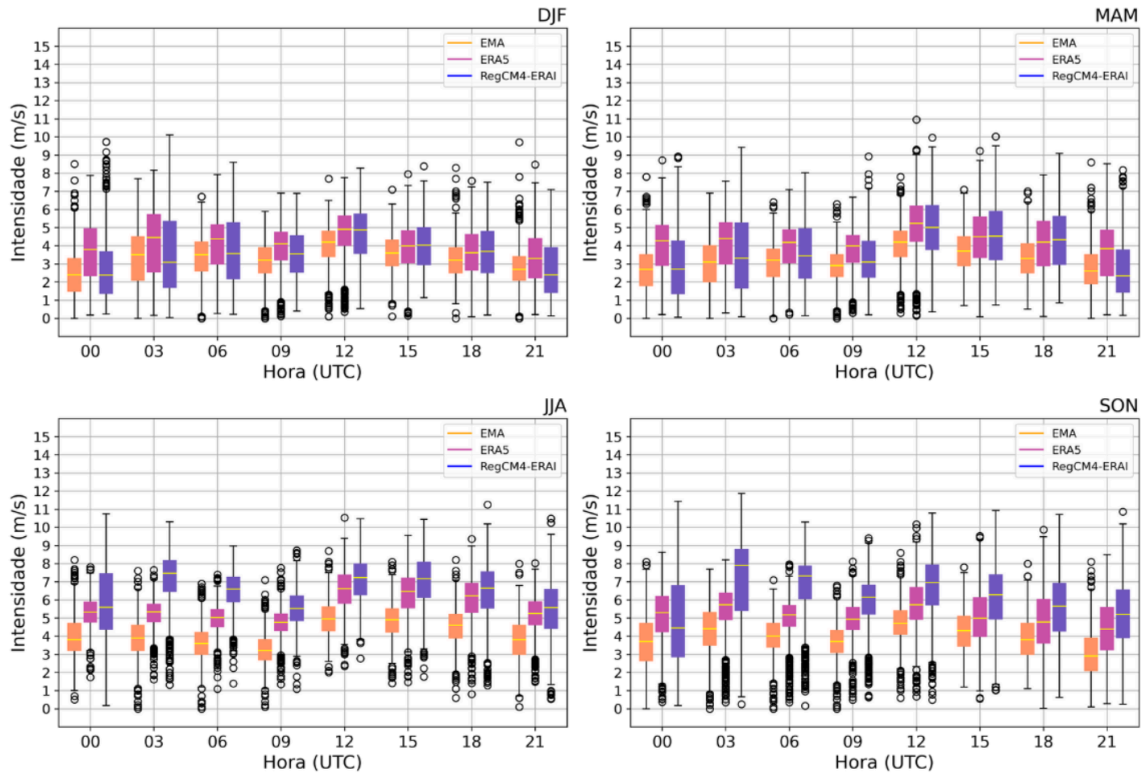 DJF
Intensidade (m/s)
15
14
13
12
11
10
9
8
7
6
5
4
3
2
1
0
EMA
ERA5
RegCM4-ERAI
00 03 06 09 12 15 18 21
Hora (UTC)
MAM
Intensidade (m/s)
15
14
13
12
11
10
9
8
7
6
5
4
3
2
1
0
EMA
ERA5
RegCM4-ERAI
00 03 06 09 12 15 18 21
Hora (UTC)
JJA
Intensidade (m/s)
15
14
13
12
11
10
9
8
7
6
5
4
3
2
1
0
EMA
ERA5
RegCM4-ERAI
00 03 06 09 12 15 18 21
Hora (UTC)
SON
Intensidade (m/s)
15
14
13
12
11
10
9
8
7
6
5
4
3
2
1
0
EMA
ERA5
RegCM4-ERAI
00 03 06 09 12 15 18 21
Hora (UTC)